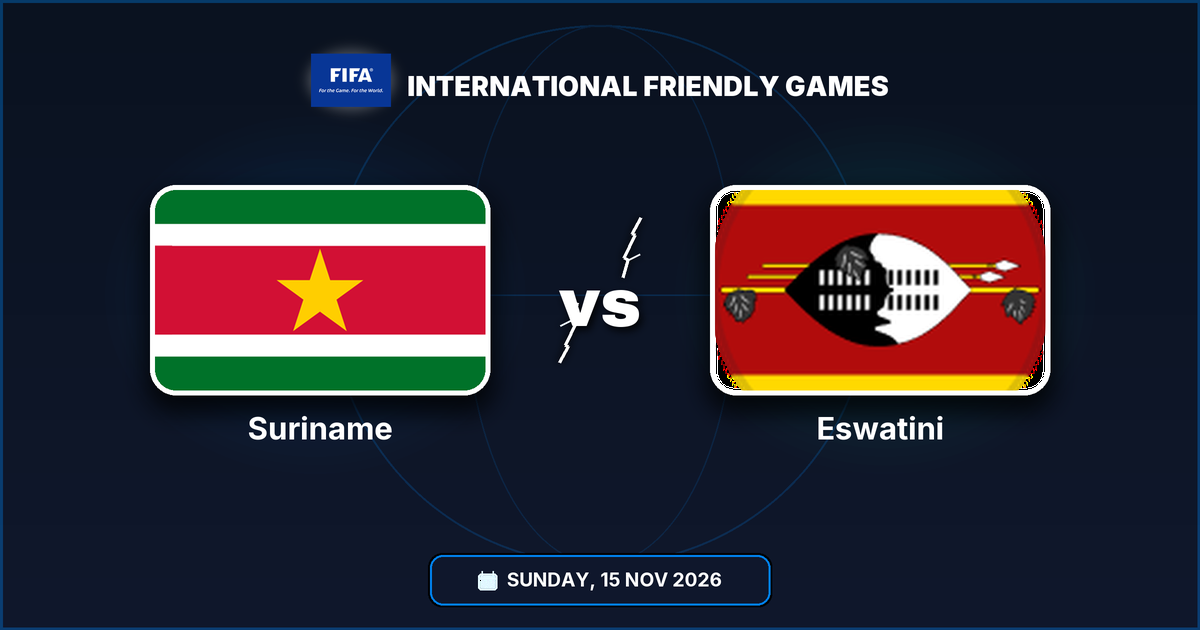 FIFA®
For the Game. For the World.
INTERNATIONAL FRIENDLY GAMES
vs
Suriname
Eswatini
SUNDAY, 15 NOV 2026